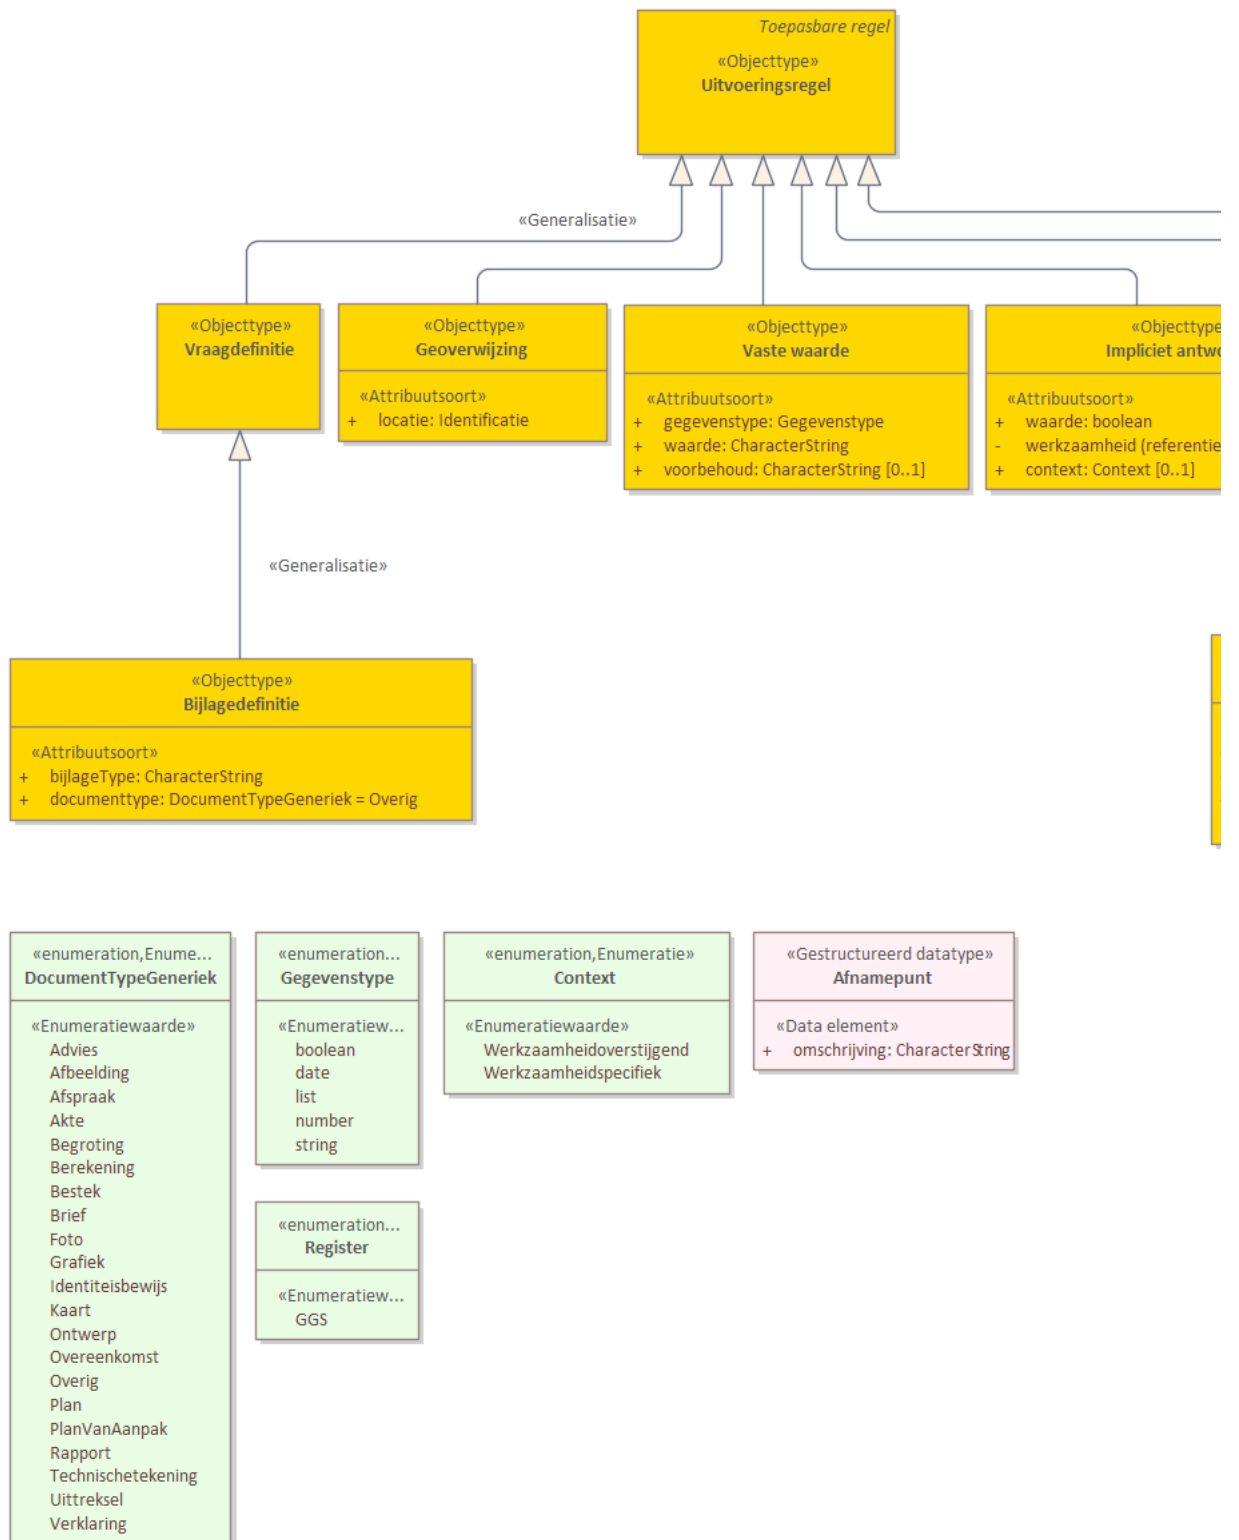 Toepasbare regel
«Objecttype»
Uitvoeringsregel
«Generalisatie»
«Objecttype»
Vraagdefinitie
«Objecttype»
Geoverwijzing
«Attribuutsoort»
+ locatie: Identificatie
«Objecttype»
Vaste waarde
«Attribuutsoort»
+ gegevenstype: Gegevenstype
+ waarde: CharacterString
+ voorbehoud: CharacterString [0..1]
«Objecttype
Impliciet antw
«Attribuutsoort»
+ waarde: boolean
- werkzaamheid (referentie
+ context: Context [0..1]
«Generalisatie»
«Objecttype»
Bijlagedefinitie
«Attribuutsoort»
+ bijlageType: CharacterString
+ documenttype: DocumentTypeGeneriek = Overig
«enumeration,Enume...
DocumentTypeGeneriek
«Enumeratiewaarde»
Advies
Afbeelding
Afspraak
Akte
Begroting
Berekening
Bestek
Brief
Foto
Grafiek
Identiteisbewijs
Kaart
Ontwerp
Overeenkomst
Overig
Plan
PlanVanAanpak
Rapport
Technischetekening
Uittreksel
Verklaring
«enumeration...
Gegevenstype
«Enumeratiew...
boolean
date
list
number
string
«enumeration...
Register
«Enumeratiew...
GGS
«enumeration,Enumeratie»
Context
«Enumeratiewaarde»
Werkzaamheidoverstijgend
Werkzaamheidspecifiek
«Gestructureerd datatype»
Afnamepunt
«Data element»
+ omschrijving: CharacterString